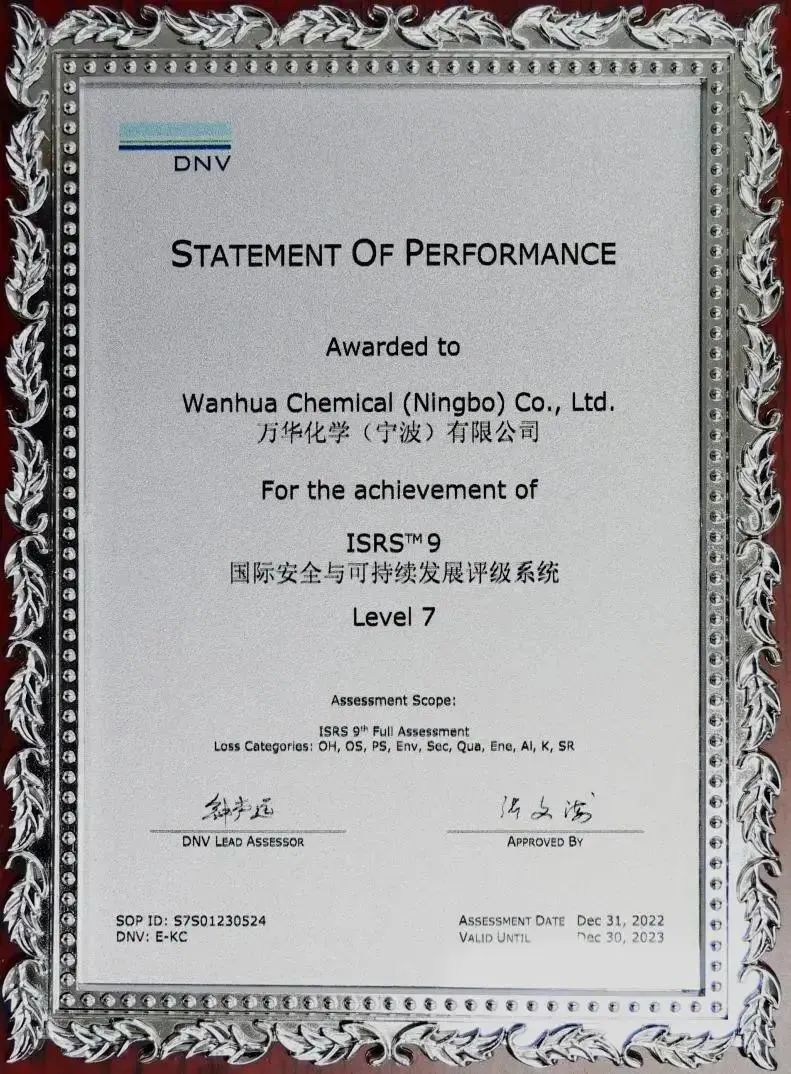 DNV
STATEMENT OF PERFORMANCE
Awarded to
Wanhua Chemical (Ningbo) Co., Ltd.
万华化学（宁波）有限公司
For the achievement of
ISRS™ 9
国际安全与可持续发展评级系统
Level 7
Assessment Scope:
ISRS 9th Full Assessment
Loss Categories: OH, OS, PS, Env, Sec, Qua, Ene, AI, K, SR
DNV LEAD ASSESSOR
APPROVED BY
SOP ID: S7S01230524
DNV: E-KC
ASSESSMENT DATE Dec 31, 2022
VALID UNTIL Dec 30, 2023